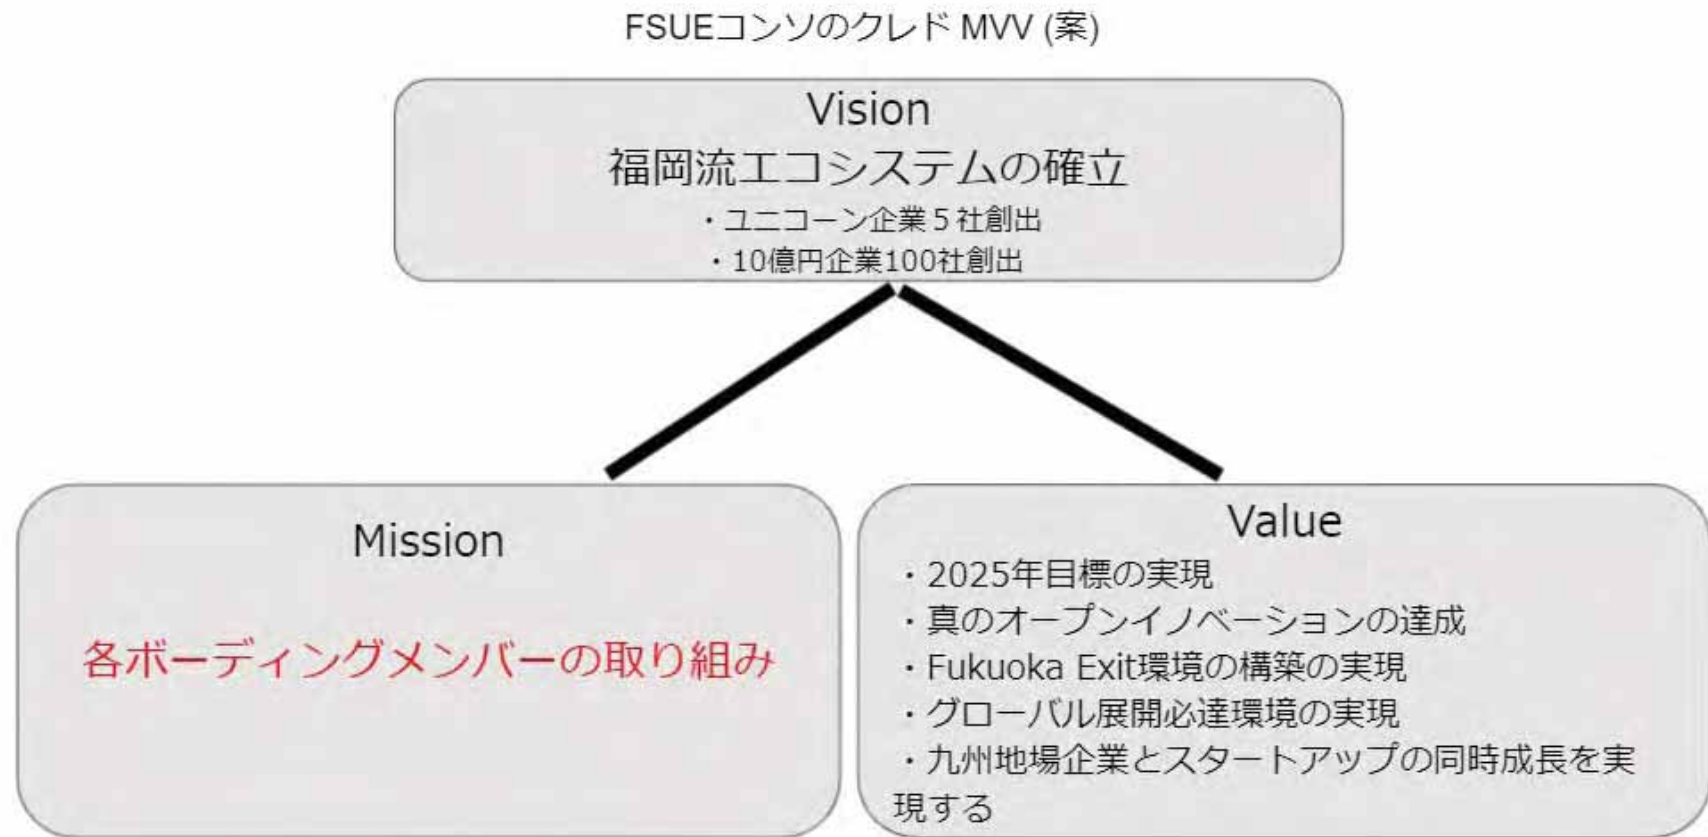 FSUEコンソのクレド MVV (案)
Vision
福岡流エコシステムの確立
・ユニコーン企業５社創出
・10億円企業100社創出
Mission
各ボーディングメンバーの取り組み
Value
・2025年目標の実現
・真のオープンイノベーションの達成
・Fukuoka Exit環境の構築の実現
・グローバル展開必達環境の実現
・九州地場企業とスタートアップの同時成長を実
現する